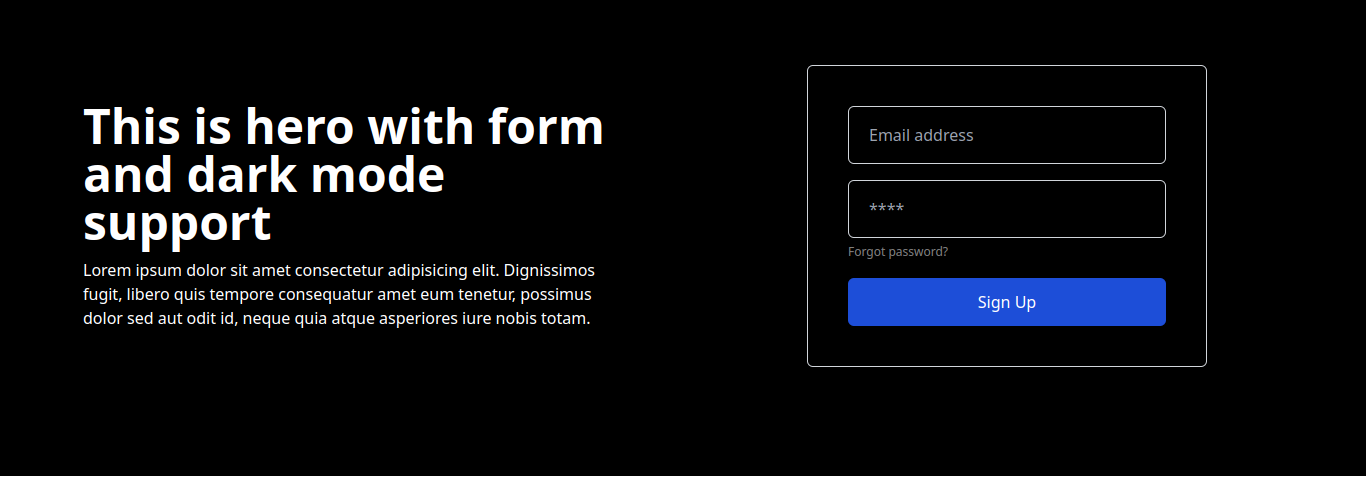 This is hero with form
and dark mode
support
Lorem ipsum dolor sit amet consectetur adipisicing elit. Dignissimos
fugit, libero quis tempore consequatur amet eum tenetur, possimus
dolor sed aut odit id, neque quia atque asperiores iure nobis totam.
Email address
****
Forgot password?
Sign Up